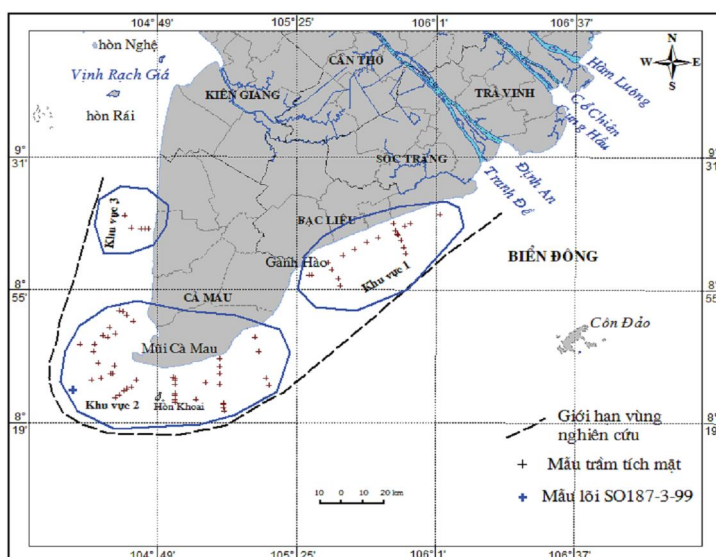 104°49' 105°25' 106°1' 106°37'
hòn Nghệ
Vịnh Rạch Giá
hòn Rái
CẦN THƠ
KIÊN GIANG
TRÀ VINH
Hàm Luông
Cổ Chiên
Cung Hầu
N
W E
S
9°
31'
9°
31'
SÓC TRĂNG
Định An
Tranh Đề
Khu vực 3
BẠC LIÊU
Gành Hào
Khu vực 1
BIỂN ĐÔNG
8°
55'
8°
55'
CÀ MAU
Côn Đảo
Mũi Cà Mau
Khu vực 2
Hòn Khoai
8°
19'
8°
19'
Giới hạn vùng
nghiên cứu
Mẫu trầm tích mặt
Mẫu lõi SO187-3-99
10 0 10 20 km
104°49' 105°25' 106°1' 106°37'